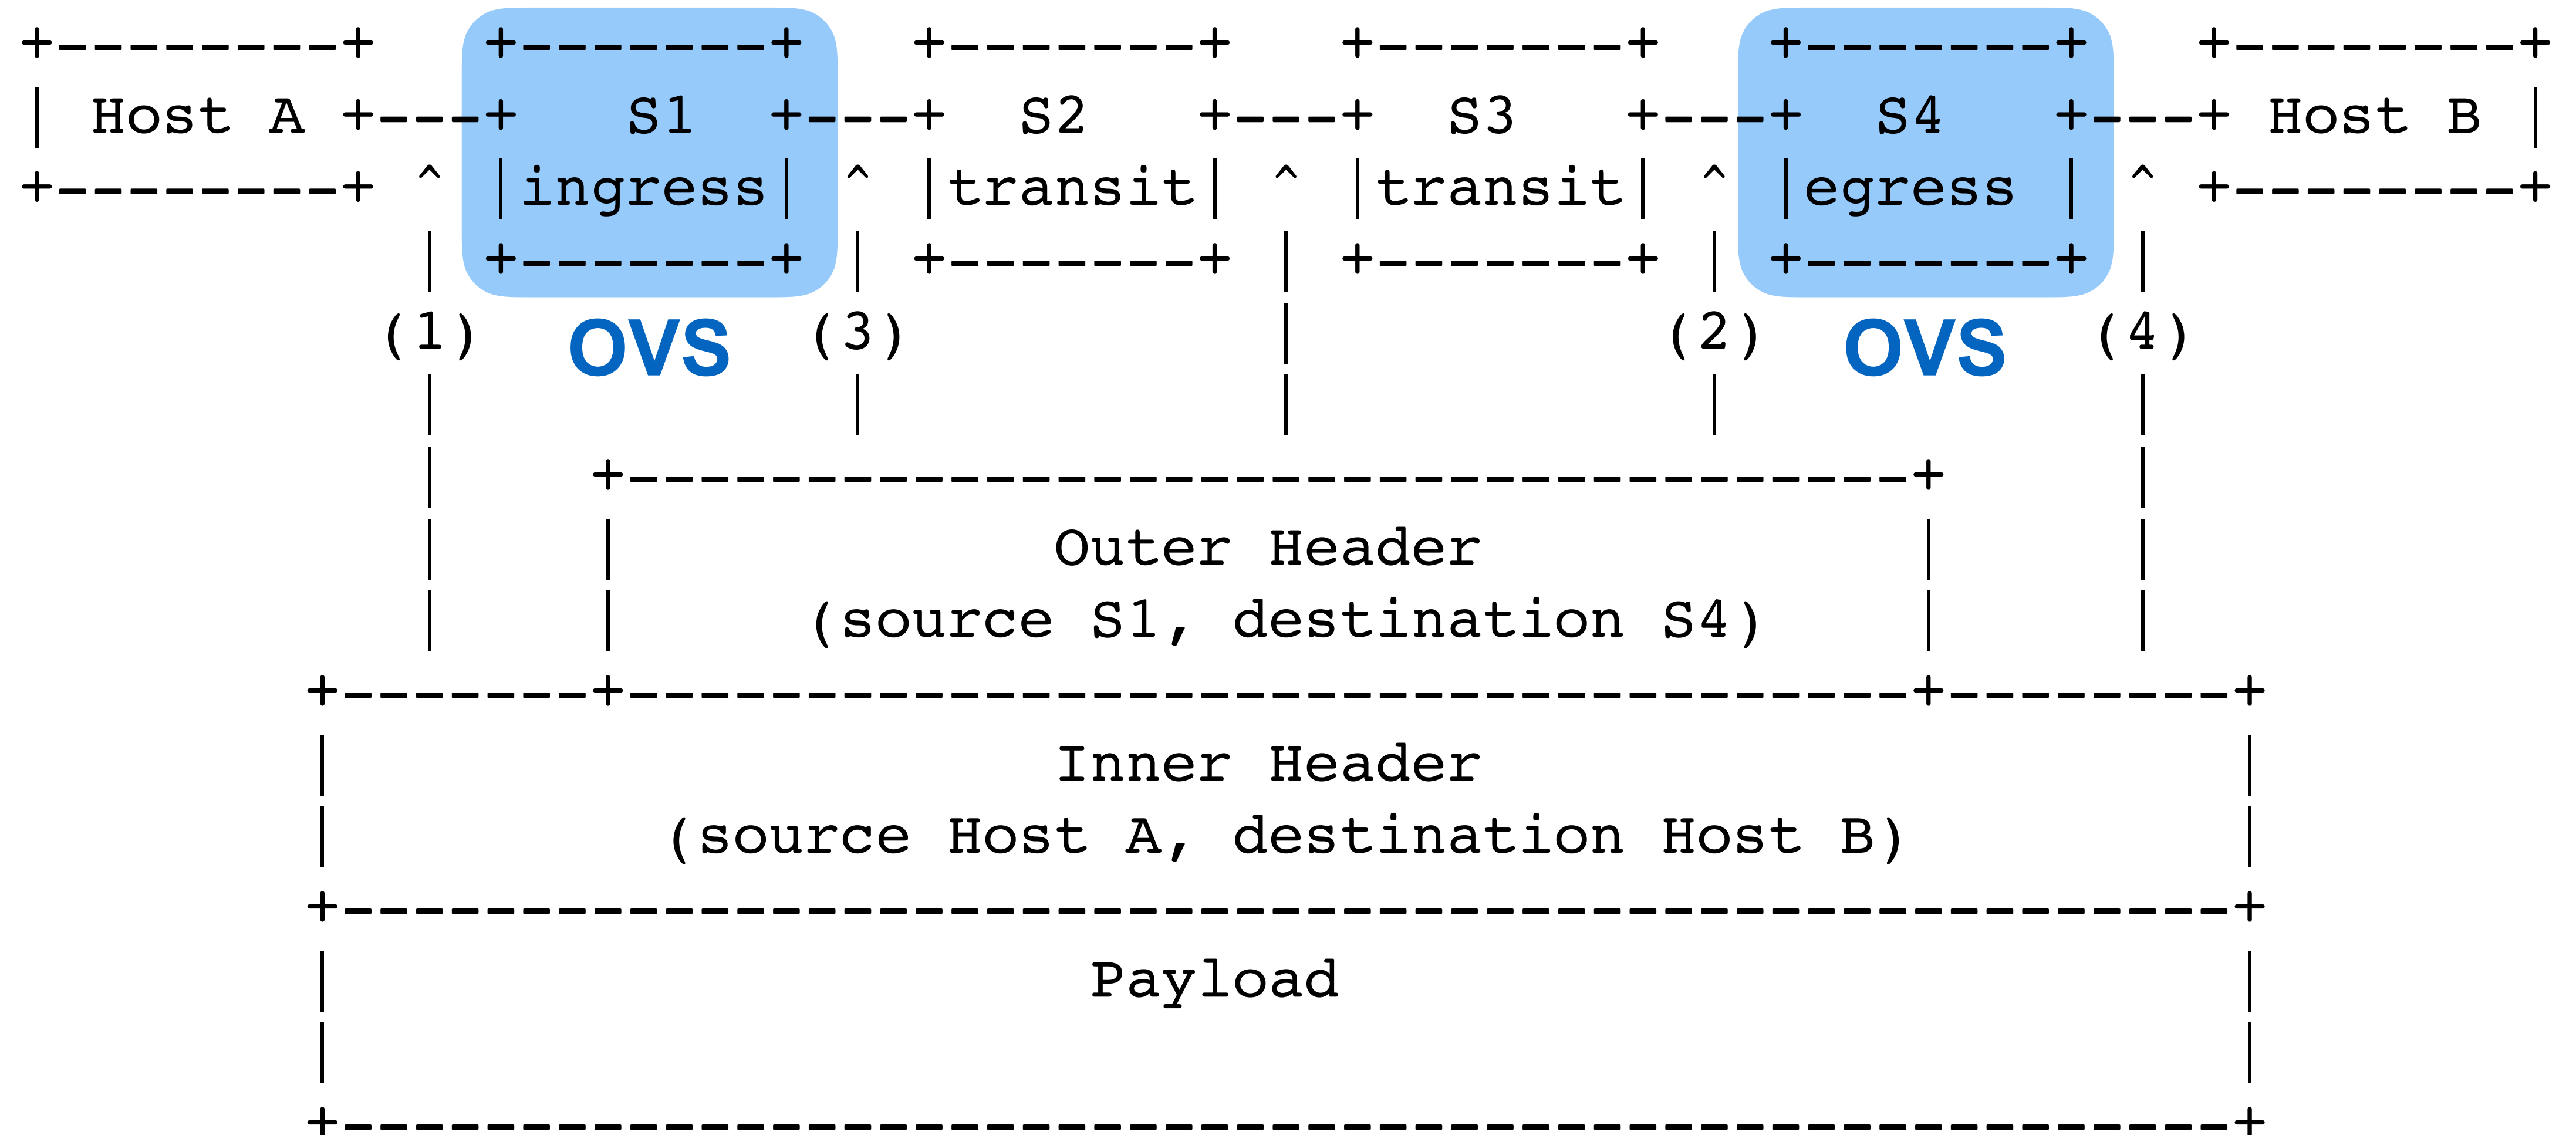 +---------+   +--------+   +--------+   +--------+   +--------+   +---------+
| Host A +---+   S1   +---+  S2   +---+  S3   +---+  S4   +---+ Host B |
+---------+ ^ |ingress| ^ |transit| ^ |transit| ^ |egress | ^ +---------+
| +--------+ | +--------+ | +--------+ | +--------+ |
(1) OVS (3) | (2) OVS (4)
| | | | |
| +------------------------------------+ |
| | Outer Header | |
| | (source S1, destination S4) | |
+-------+------------------------------------+--------+
| Inner Header |
| (source Host A, destination Host B) |
+-----------------------------------------------------+
| Payload |
| |
+-----------------------------------------------------+